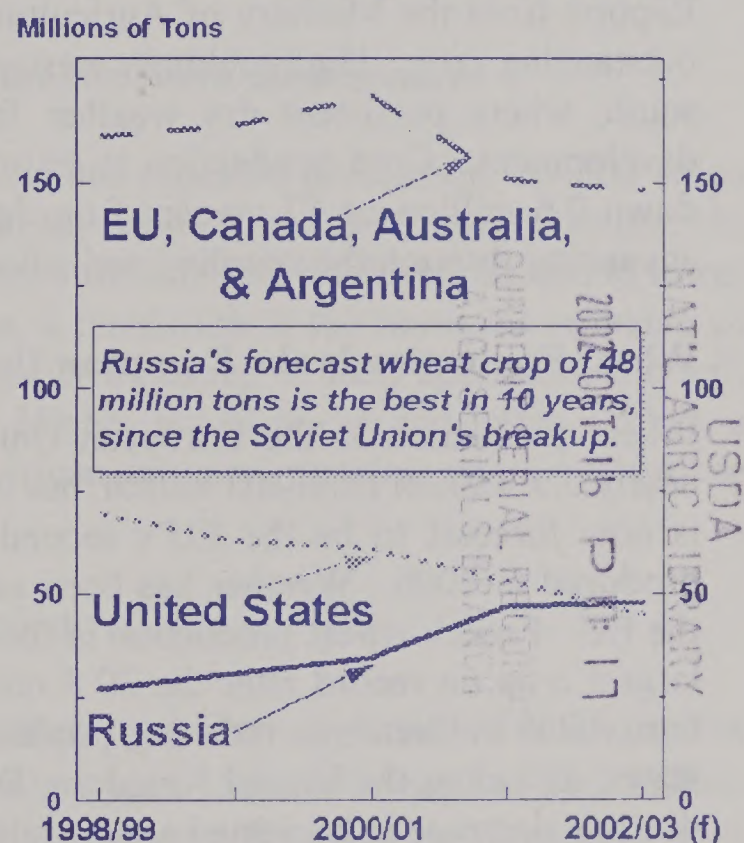 Millions of Tons
150
150
EU, Canada, Australia,
& Argentina
Russia's forecast wheat crop of 48
million tons is the best in 10 years,
since the Soviet Union's breakup.
100
100
50
50
United States
Russia
0
0
1998/99
2000/01
2002/03 (f)
USDA
NAT'L AGRIC LIBRARY
2002 OCT 16 P 1: 17
CURRENT SERIAL RECORDS